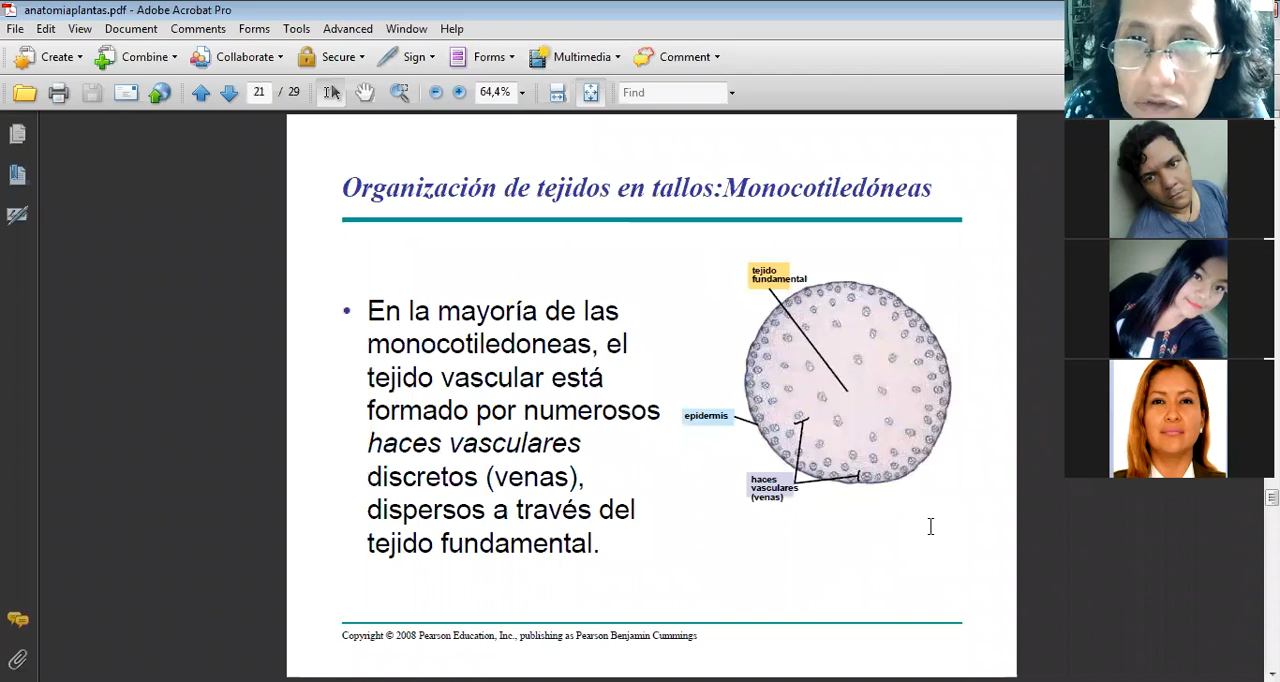 anatomiaplantas.pdf - Adobe Acrobat Pro
File Edit View Document Comments Forms Tools Advanced Window Help
Create Combine Collaborate Secure Sign Forms Multimedia Comment
21 / 29 64,4% Find
Organización de tejidos en tallos:Monocotiledóneas
• En la mayoría de las
monocotiledoneas, el
tejido vascular está
formado por numerosos
haces vasculares
discretos (venas),
dispersos a través del
tejido fundamental.
tejido
fundamental
epidermis
haces
vasculares
(venas)
Copyright © 2008 Pearson Education, Inc., publishing as Pearson Benjamin Cummings